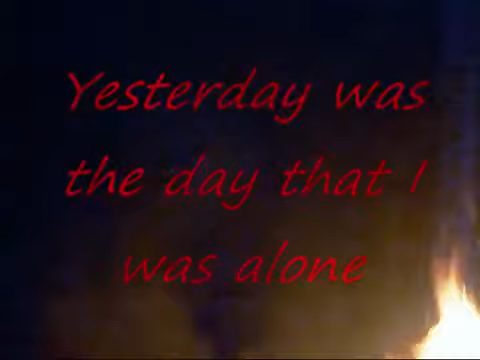 Yesterday was
the day that I
was alone